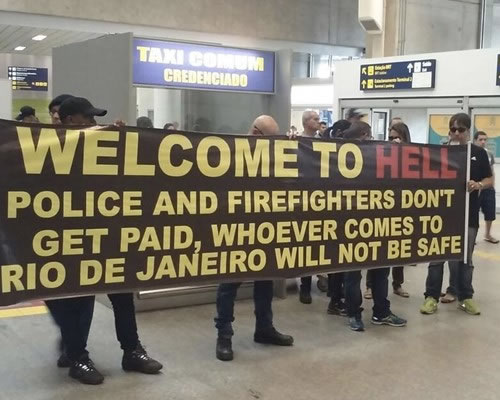 TAXI COMUM
CREDENCIADO
WELCOME TO HELL
POLICE AND FIREFIGHTERS DON'T
GET PAID, WHOEVER COMES TO
RIO DE JANEIRO WILL NOT BE SAFE